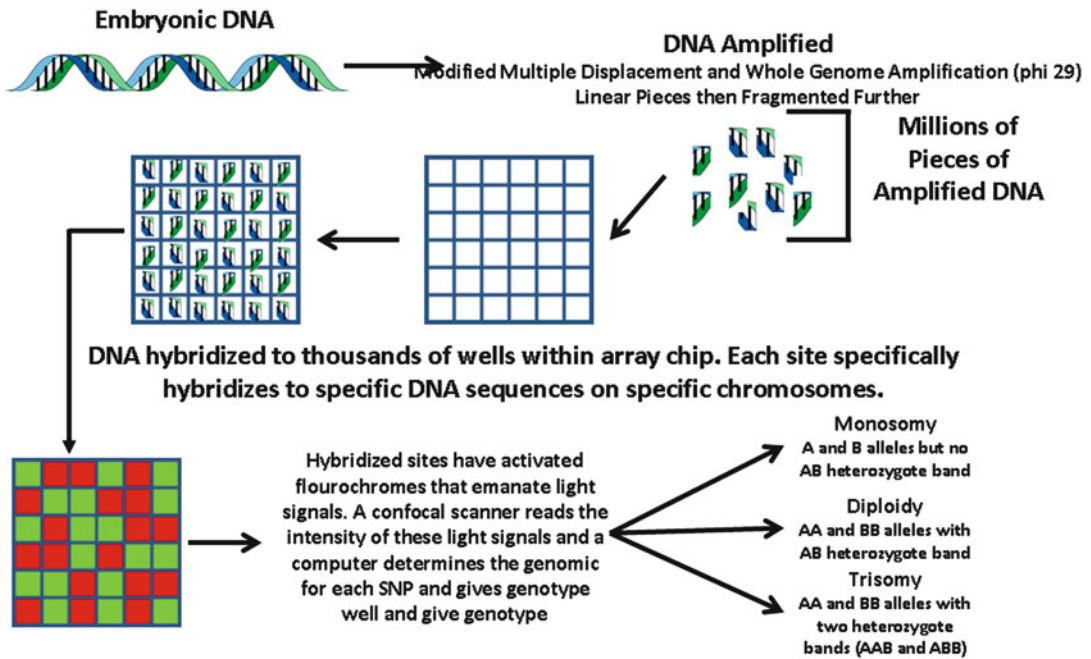 Embryonic DNA
DNA Amplified
Modified Multiple Displacement and Whole Genome Amplification (phi 29)
Linear Pieces then Fragmented Further
Millions of
Pieces of
Amplified DNA
DNA hybridized to thousands of wells within array chip. Each site specifically
hybridizes to specific DNA sequences on specific chromosomes.
Hybridized sites have activated
flourochromes that emanate light
signals. A confocal scanner reads the
intensity of these light signals and a
computer determines the genomic
for each SNP and gives genotype
well and give genotype
Monosomy
A and B alleles but no
AB heterozygote band
Diploidy
AA and BB alleles with
AB heterozygote band
Trisomy
AA and BB alleles with
two heterozygote
bands (AAB and ABB)